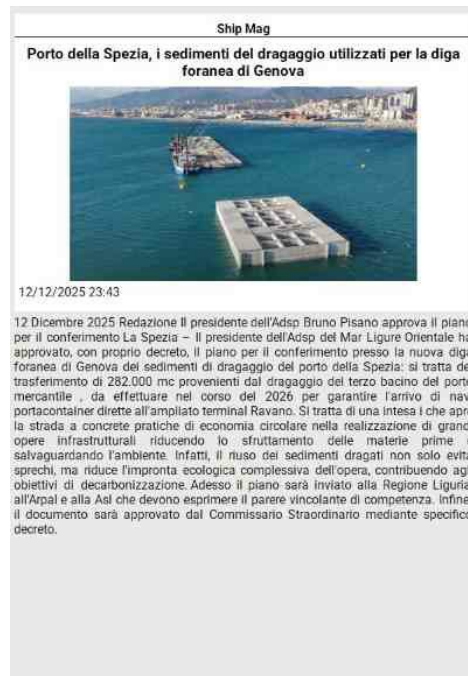 Ship Mag
Porto della Spezia, i sedimenti del dragaggio utilizzati per la diga
foranea di Genova
12/12/2025 23:43
12 Dicembre 2025 Redazione Il presidente dell'Adsp Bruno Pisano approva il piano
per il conferimento La Spezia – Il presidente dell'Adsp del Mar Ligure Orientale ha
approvato, con proprio decreto, il piano per il conferimento presso la nuova diga
foranea di Genova dei sedimenti di dragaggio del porto della Spezia: si tratta de
trasferimento di 282.000 mc provenienti dal dragaggio del terzo bacino del porto
mercantile , da effettuare nel corso del 2026 per garantire l'arrivo di nav
portacontainer dirette all'ampliato terminal Ravano. Si tratta di una intesa i che apre
la strada a concrete pratiche di economia circolare nella realizzazione di grand
opere infrastrutturali riducendo lo sfruttamento delle materie prime e
salvaguardando l'ambiente. Infatti, il riuso dei sedimenti dragati non solo evita
sprechi, ma riduce l'impronta ecologica complessiva dell'opera, contribuendo agl
obiettivi di decarbonizzazione. Adesso il piano sarà inviato alla Regione Liguria
all'Arpal e alla Asl che devono esprimere il parere vincolante di competenza. Infine
il documento sarà approvato dal Commissario Straordinario mediante specifico
decreto.